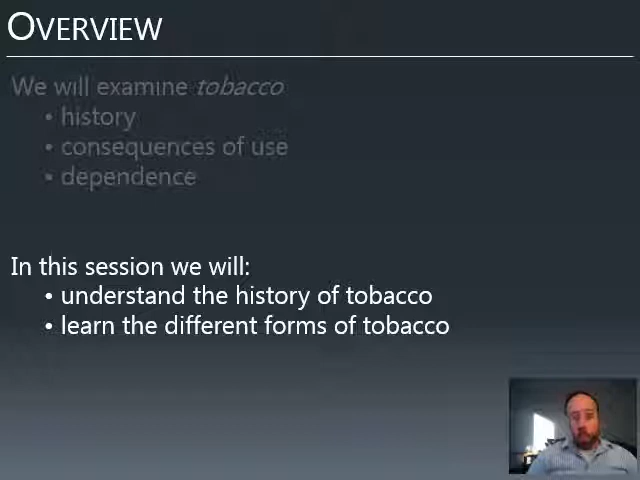 OVERVIEW
We will examine tobacco
• history
• consequences of use
• dependence
In this session we will:
• understand the history of tobacco
• learn the different forms of tobacco